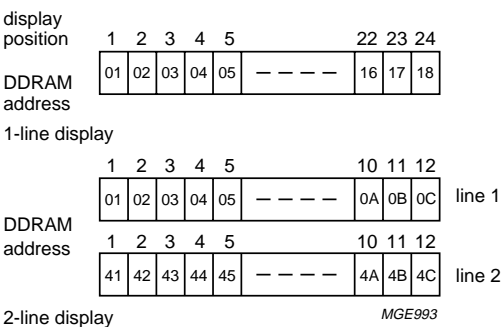 display
position 1 2 3 4 5 22 23 24
DDRAM
address 01 02 03 04 05 16 17 18
1-line display
1 2 3 4 5 10 11 12
01 02 03 04 05 0A 0B 0C line 1
DDRAM
address
1 2 3 4 5 10 11 12
41 42 43 44 45 4A 4B 4C line 2
2-line display MGE993